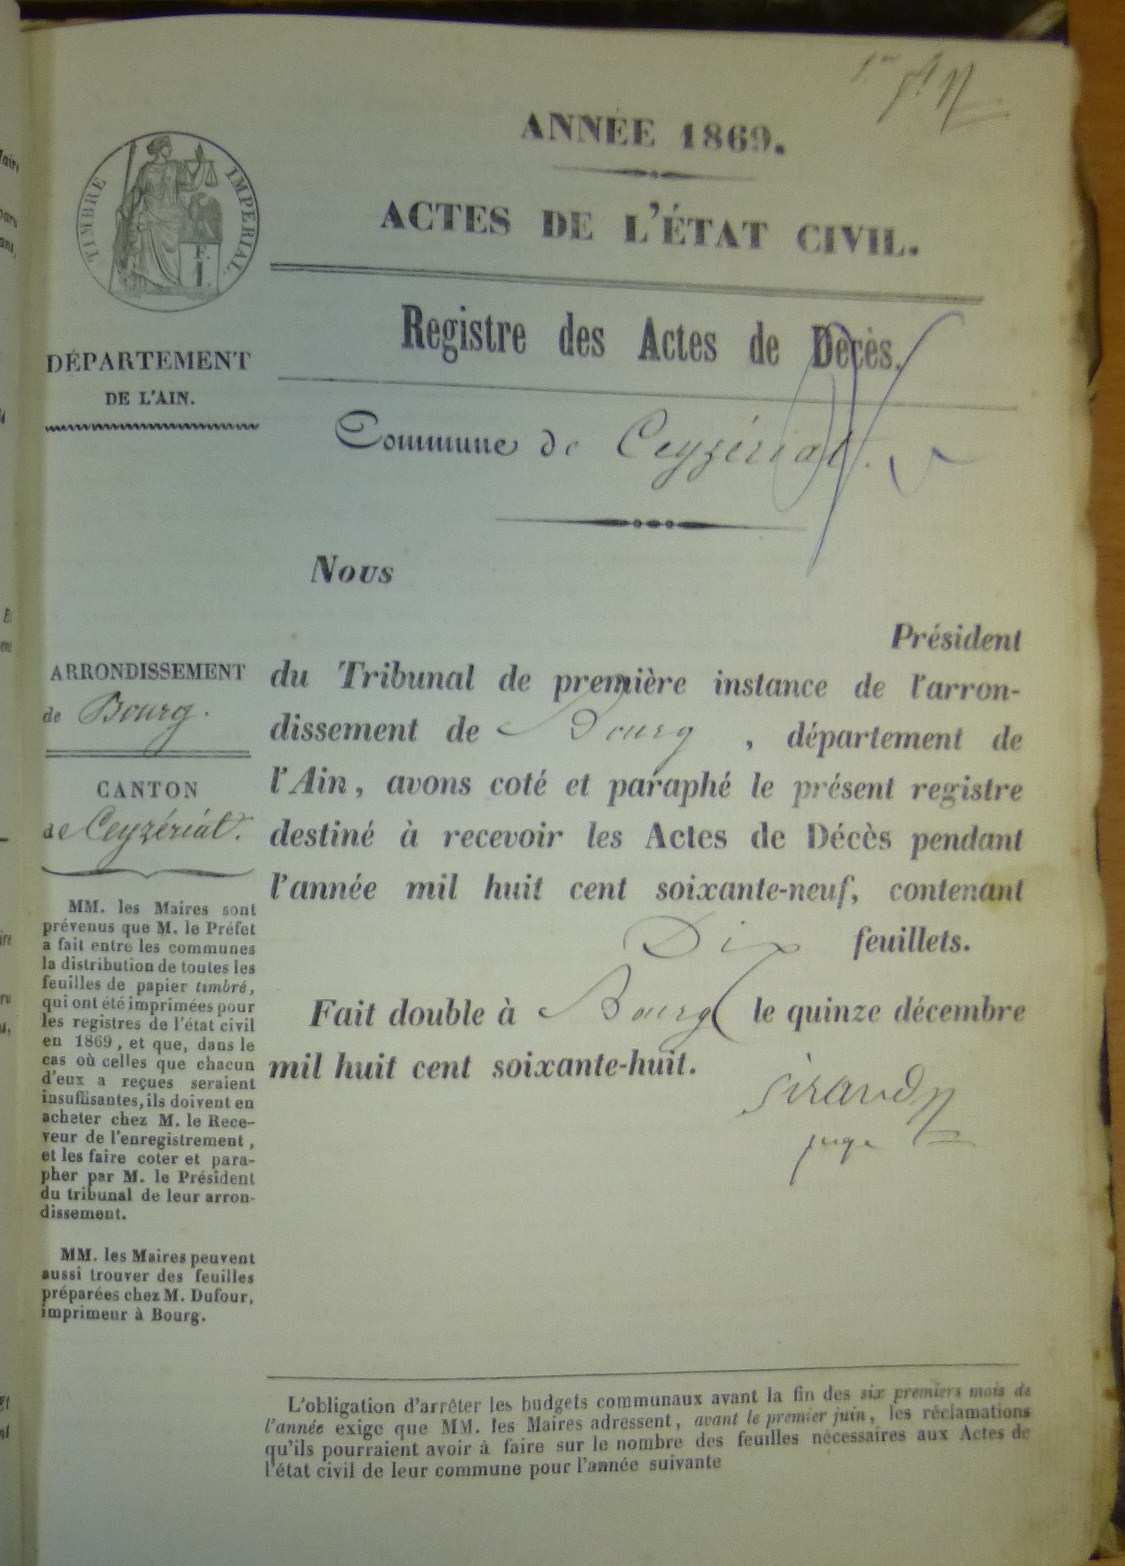 ANNÉE 1869.
ACTES DE L'ÉTAT CIVIL.
TIMBRE IMPERIAL.
F.
1.
Registre des Actes de Décès.
DÉPARTEMENT
DE L'AIN.
Commune de Ceyzériat.
Nous
Président
ARRONDISSEMENT
de Bourg.
du Tribunal de première instance de l'arron-
dissement de Bourg, département de
l'Ain, avons coté et paraphé le présent registre
destiné à recevoir les Actes de Décès pendant
l'année mil huit cent soixante-neuf, contenant
Dix feuillets.
Fait double à Bourg le quinze décembre
mil huit cent soixante-huit.
juge
CANTON
de Ceyzériat.
MM. les Maires sont
prévenus que M. le Préfet
a fait entre les communes
la distribution de toutes les
feuilles de papier timbré,
qui ont été imprimées pour
les registres de l'état civil
en 1869, et que, dans le
cas où celles que chacun
d'eux a reçues seraient
insuffisantes, ils doivent en
acheter chez M. le Rece-
veur de l'enregistrement,
et les faire coter et para-
pher par M. le Président
du tribunal de leur arron-
dissement.
MM. les Maires peuvent
aussi trouver des feuilles
préparées chez M. Dufour,
imprimeur à Bourg.
L'obligation d'arrêter les budgets communaux avant la fin des six premiers mois de
l'année exige que MM. les Maires adressent, avant le premier juin, les réclamations
qu'ils pourraient avoir à faire sur le nombre des feuilles nécessaires aux Actes de
l'état civil de leur commune pour l'année suivante